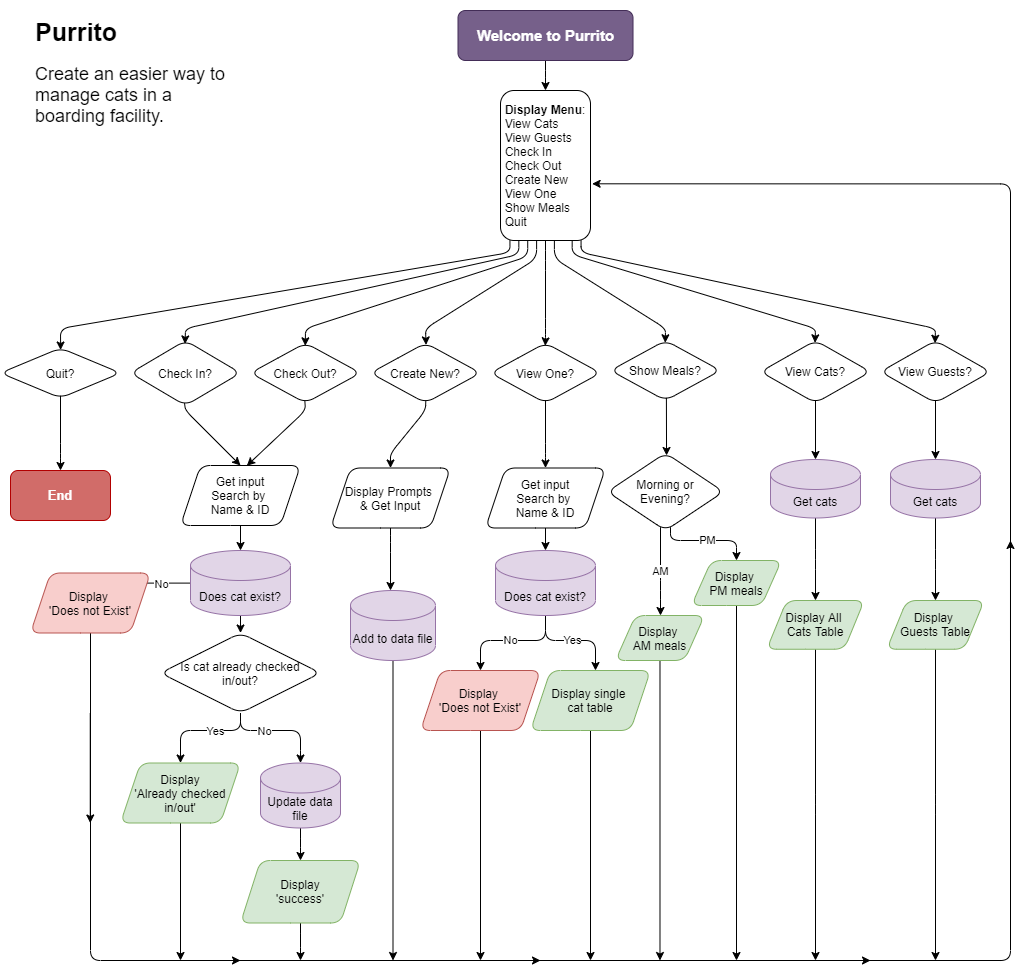 Purrito
Create an easier way to
manage cats in a
boarding facility.
Welcome to Purrito
Display Menu:
View Cats
View Guests
Check In
Check Out
Create New
View One
Show Meals
Quit
Quit?
Check In?
Check Out?
Create New?
View One?
Show Meals?
View Cats?
View Guests?
End
Get input
Search by
Name & ID
Display Prompts
& Get Input
Get input
Search by
Name & ID
Morning or
Evening?
Get cats
Get cats
PM
AM
Display
PM meals
Display
'Does not Exist'
No
Does cat exist?
Add to data file
Does cat exist?
Display
AM meals
Display All
Cats Table
Display
Guests Table
No
Yes
Is cat already checked
in/out?
Display
'Does not Exist'
Display single
cat table
Yes
No
Display
'Already checked
in/out'
Update data
file
Display
'success'